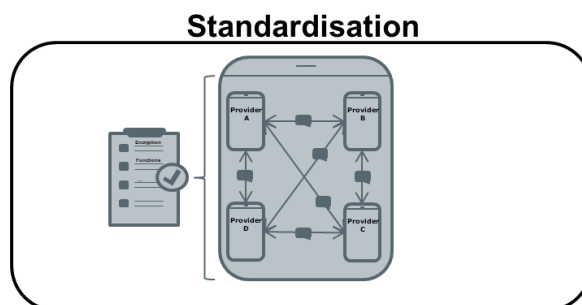 Standardisation
Encryption
Functions
...
Provider
A
Provider
B
Provider
D
Provider
C